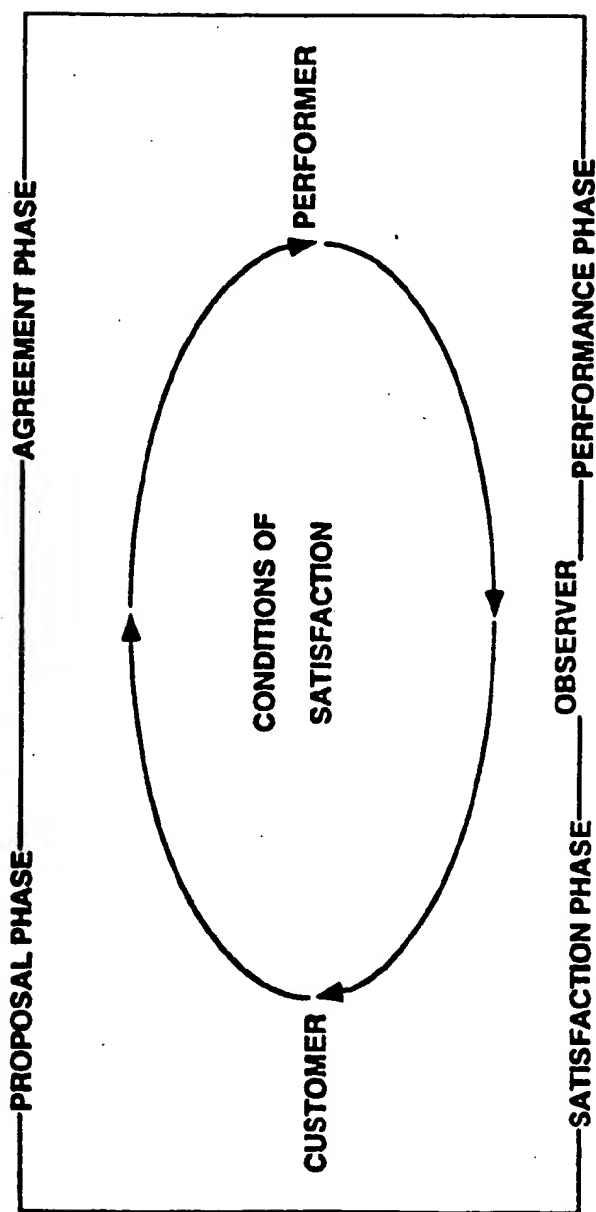 PROPOSAL PHASE
AGREEMENT PHASE
CUSTOMER
CONDITIONS OF
SATISFACTION
PERFORMER
SATISFACTION PHASE
OBSERVER
PERFORMANCE PHASE